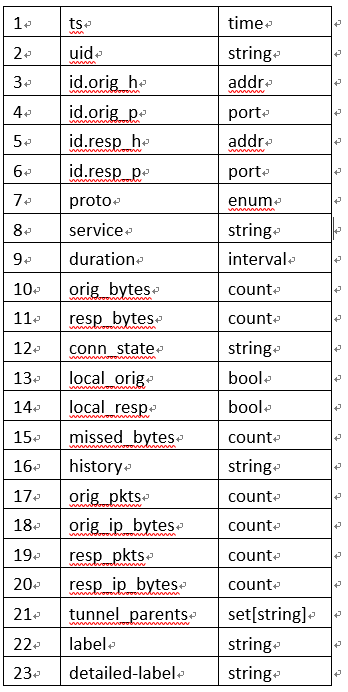 1 ts time
2 uid string
3 id.orig_h addr
4 id.orig_p port
5 id.resp_h addr
6 id.resp_p port
7 proto enum
8 service string
9 duration interval
10 orig_bytes count
11 resp_bytes count
12 conn_state string
13 local_orig bool
14 local_resp bool
15 missed_bytes count
16 history string
17 orig_pkts count
18 orig_ip_bytes count
19 resp_pkts count
20 resp_ip_bytes count
21 tunnel_parents set[string]
22 label string
23 detailed-label string